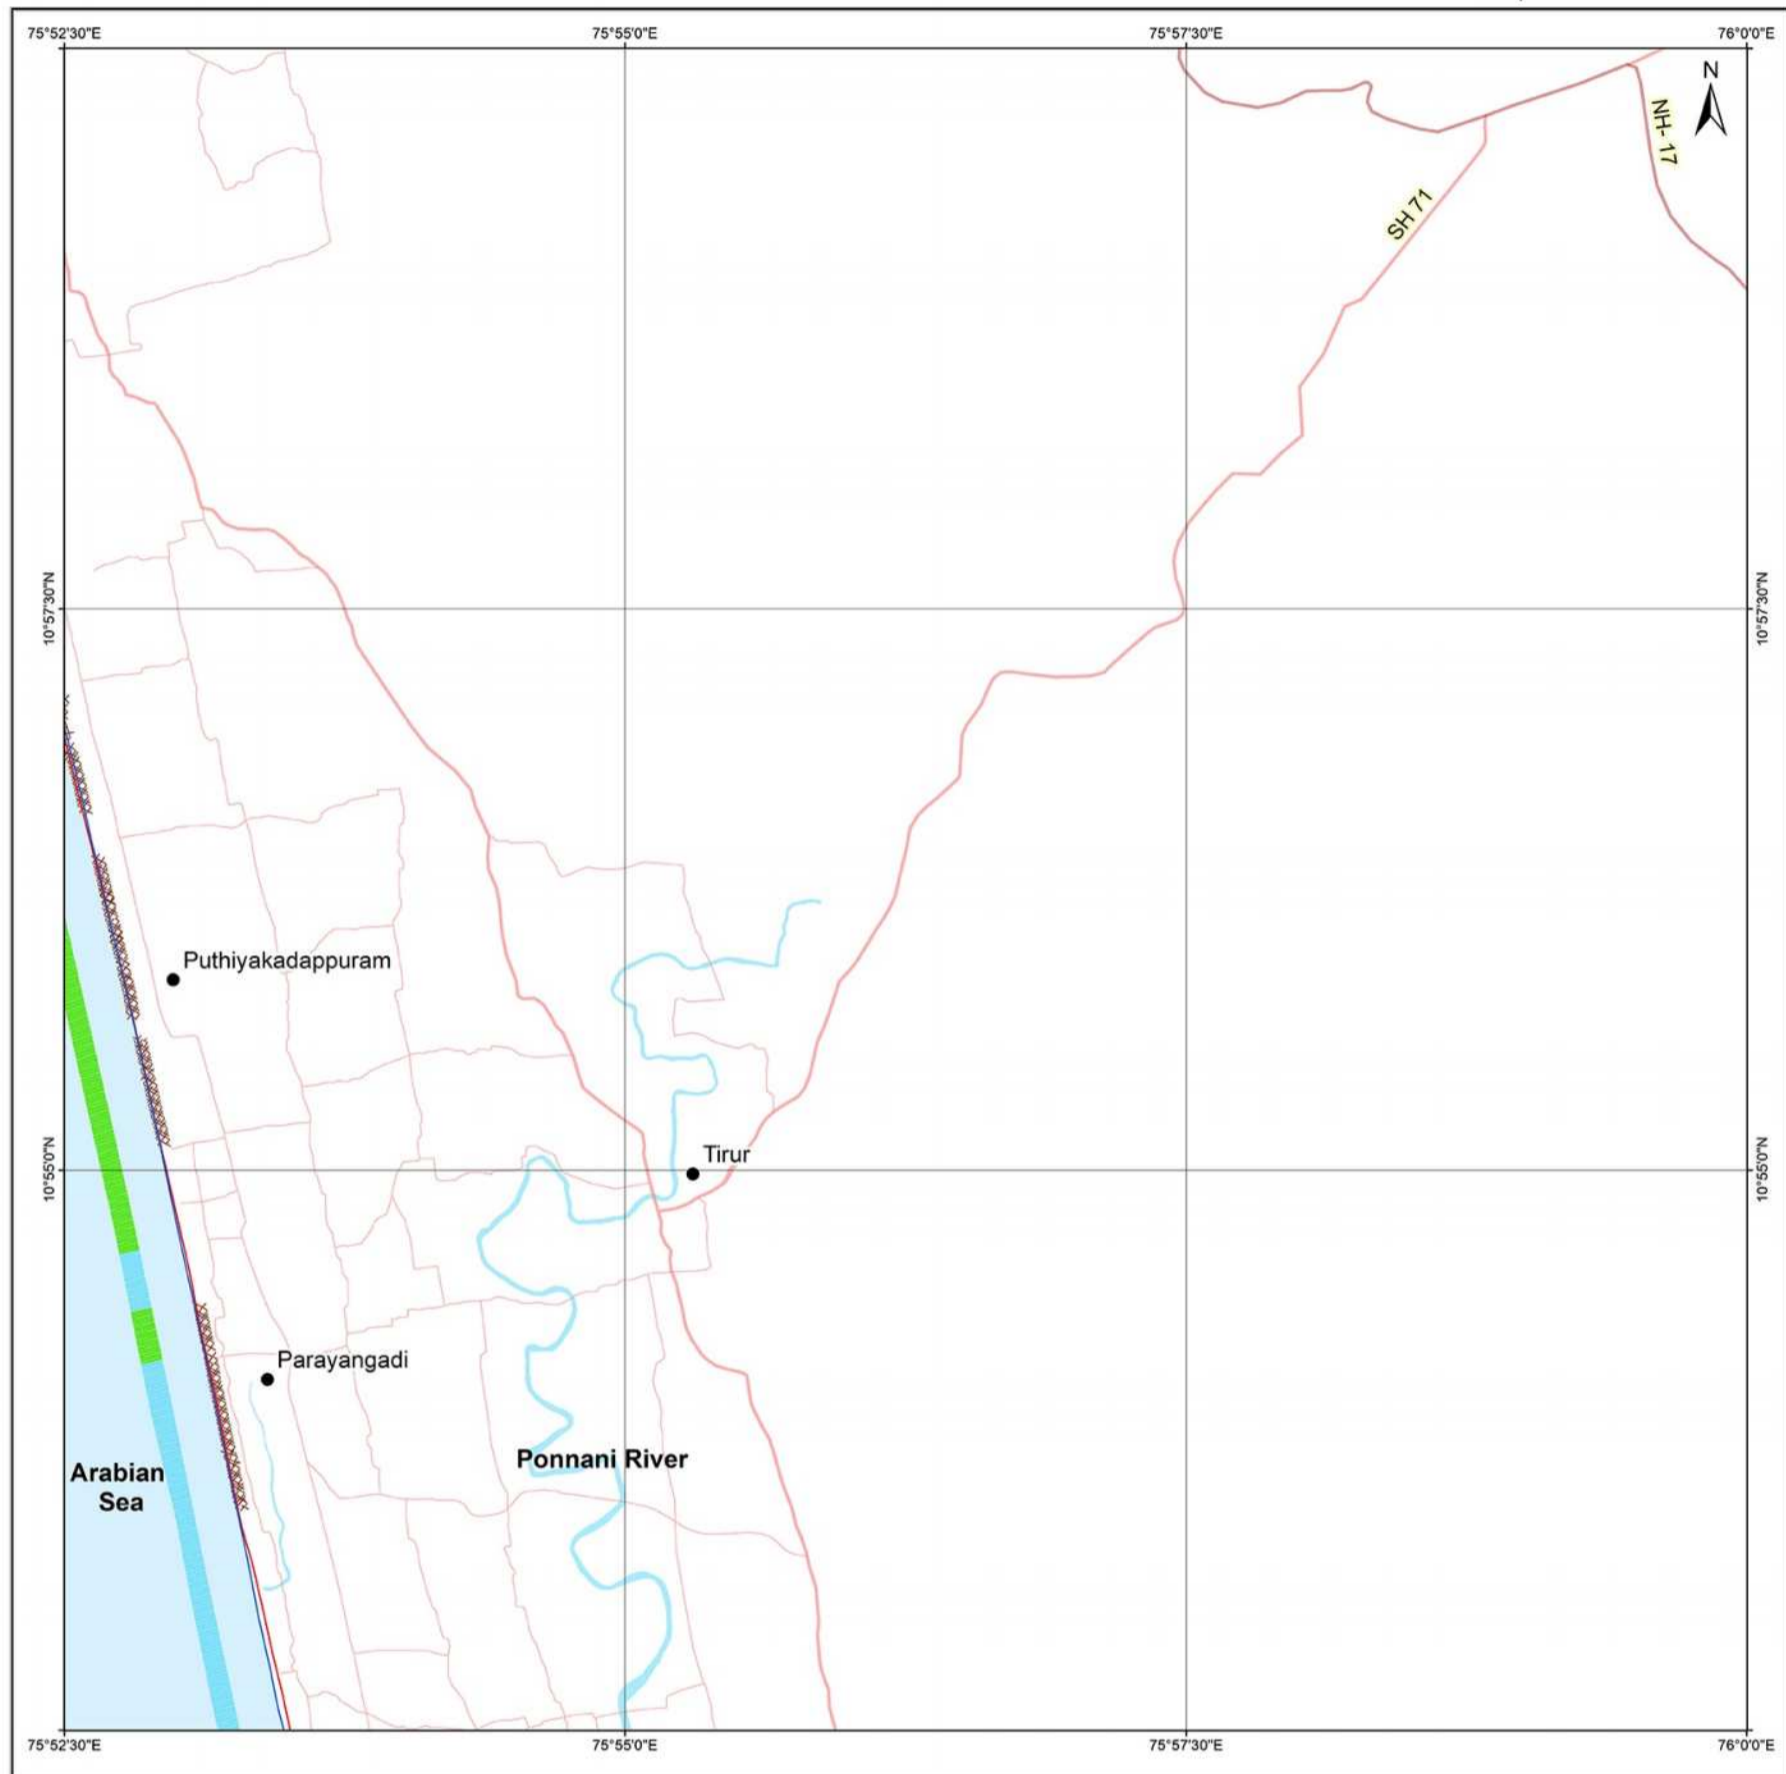 75°52'30"E 75°55'0"E 75°57'30"E 76°0'0"E
N
NH- 17
SH 71
10°57'30"N 10°57'30"N
Puthiyakadappuram
Tirur
10°55'0"N 10°55'0"N
Parayangadi
Ponnani River
Arabian
Sea
75°52'30"E 75°55'0"E 75°57'30"E 76°0'0"E